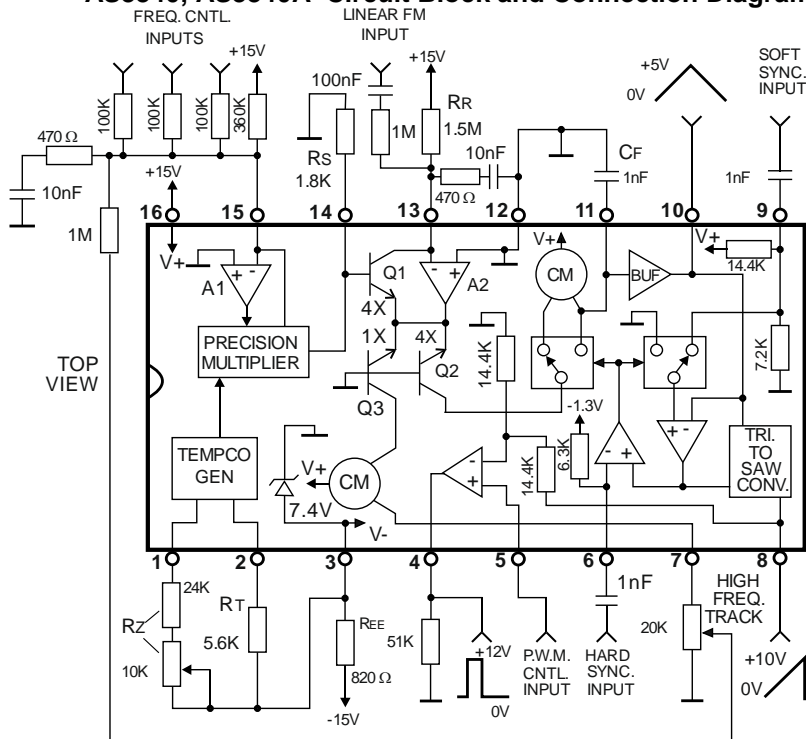 AS3340, AS3340A Circuit Block and Connection Diagram
FREQ. CNTL.
INPUTS
LINEAR FM
INPUT
+15V
+15V
100nF
+5V
0V
SOFT
SYNC.
INPUT
100K
100K
100K
360K
470 Ω
10nF
+15V
1M
RS
1.8K
1M
RR
1.5M
10nF
470 Ω
CF
1nF
1nF
16
15
14
13
12
11
10
9
V+
A1
+ -
PRECISION
MULTIPLIER
Q1
4X
1X
Q3
4X
Q2
- +
A2
V+
CM
BUF
V+
14.4K
7.2K
TOP
VIEW
TEMPCO
GEN
V+
CM
7.4V
V-
14.4K
-
+
14.4K
-1.3V
6.3K
- +
+ -
TRI.
TO
SAW
CONV.
1
2
3
4
5
6
7
8
RZ
24K
10K
RT
5.6K
REE
820 Ω
-15V
51K
+12V
0V
P.W.M.
CNTL.
INPUT
1nF
HARD
SYNC.
INPUT
20K
HIGH
FREQ.
TRACK
+10V
0V